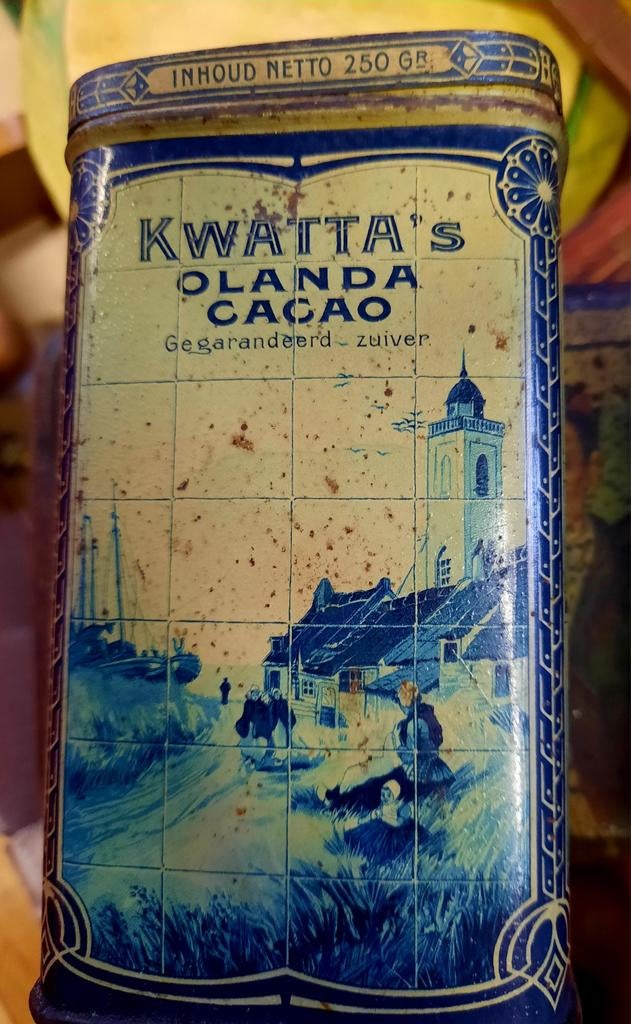 INHOUD NETTO 250 GR
KWATTA's
OLANDA
CACAO
Gegarandeerd zuiver